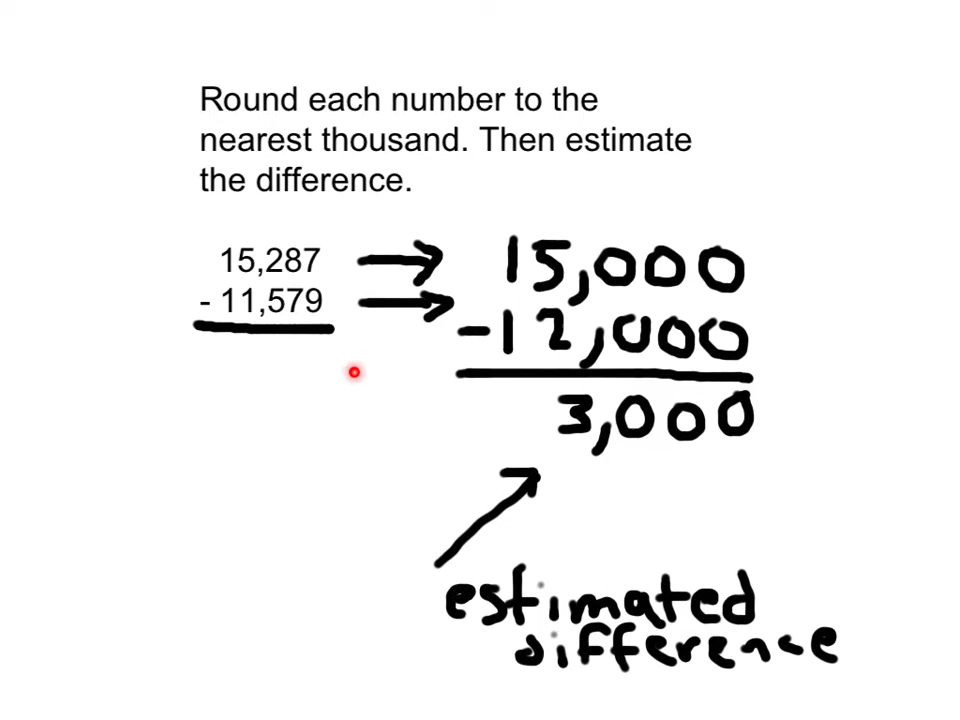 Round each number to the
nearest thousand. Then estimate
the difference.
15,287
- 11,579
15,000
-12,000
3,000
estimated
difference